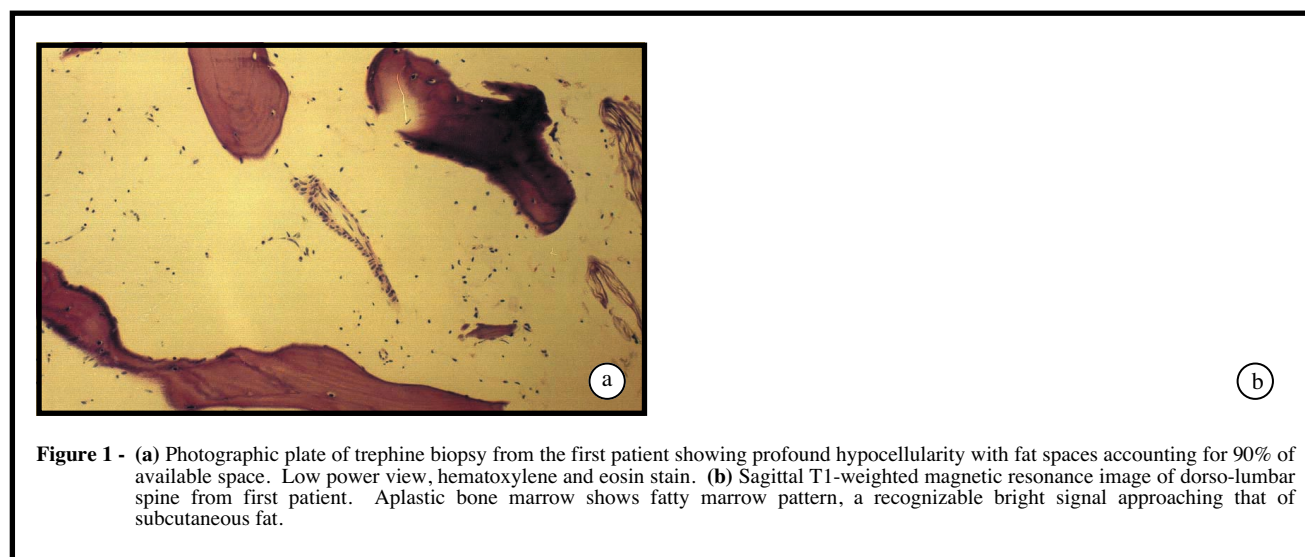 a
b
Figure 1 - (a) Photographic plate of trephine biopsy from the first patient showing profound hypocellularity with fat spaces accounting for 90% of
available space. Low power view, hematoxylene and eosin stain. (b) Sagittal T1-weighted magnetic resonance image of dorso-lumbar
spine from first patient. Aplastic bone marrow shows fatty marrow pattern, a recognizable bright signal approaching that of
subcutaneous fat.